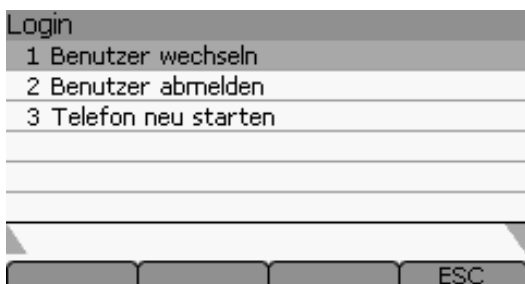 Login
1 Benutzer wechseln
2 Benutzer abmelden
3 Telefon neu starten
ESC